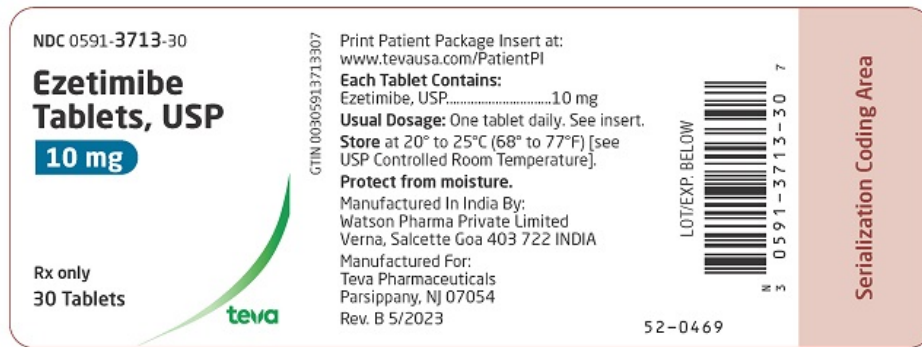 NDC 0591-3713-30
Ezetimibe
Tablets, USP
10 mg
Rx only
30 Tablets
teva
GTIN 00305913713307
Print Patient Package Insert at:
www.tevausa.com/PatientPI
Each Tablet Contains:
Ezetimibe, USP..............................10 mg
Usual Dosage: One tablet daily. See insert.
Store at 20° to 25°C (68° to 77°F) [see
USP Controlled Room Temperature].
Protect from moisture.
Manufactured In India By:
Watson Pharma Private Limited
Verna, Salcette Goa 403 722 INDIA
Manufactured For:
Teva Pharmaceuticals
Parsippany, NJ 07054
Rev. B 5/2023
52-0469
LOT/EXP. BELOW
N 3 0591-3713-30 7
Serialization Coding Area